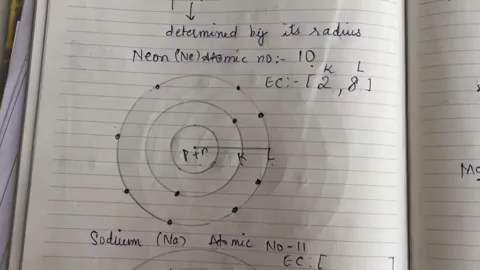 determined by its radius
Neon (Ne) Atomic no:- 10
K L
EC:- [ 2 , 8 ]
P+n K L
Sodium (Na) Atomic No-11
EC: [ ]